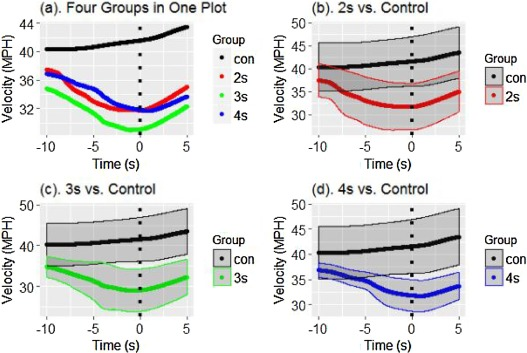 (a). Four Groups in One Plot
Velocity (MPH)
44
40
36
32
-10 -5 0 5
Time (s)
Group
con
2s
3s
4s
(b). 2s vs. Control
Velocity (MPH)
50
45
40
35
30
-10 -5 0 5
Time (s)
Group
con
2s
(c). 3s vs. Control
Velocity (MPH)
50
40
30
-10 -5 0 5
Time (s)
Group
con
3s
(d). 4s vs. Control
Velocity (MPH)
50
45
40
35
30
-10 -5 0 5
Time (s)
Group
con
4s